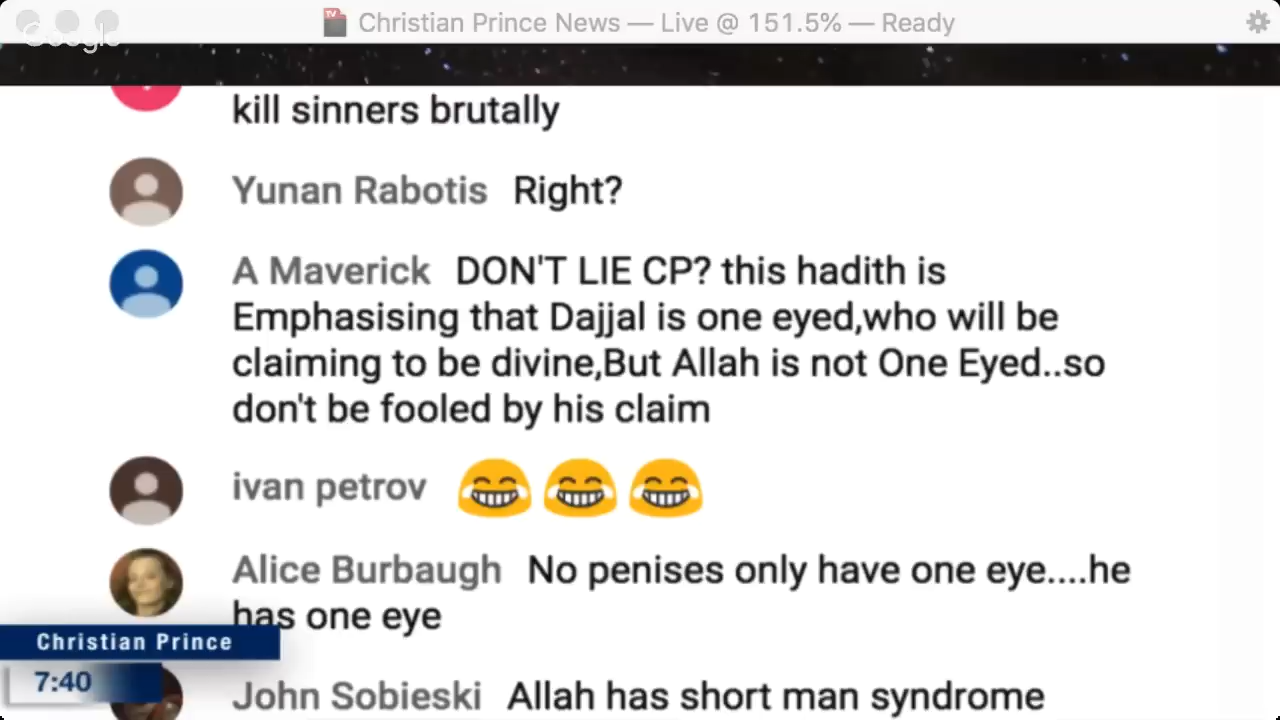 Christian Prince News — Live @ 151.5% — Ready
Google
kill sinners brutally
Yunan Rabotis Right?
A Maverick DON'T LIE CP? this hadith is
Emphasising that Dajjal is one eyed,who will be
claiming to be divine,But Allah is not One Eyed..so
don't be fooled by his claim
ivan petrov 😂😂😂
Alice Burbaugh No penises only have one eye....he
has one eye
Christian Prince
7:40
John Sobieski Allah has short man syndrome